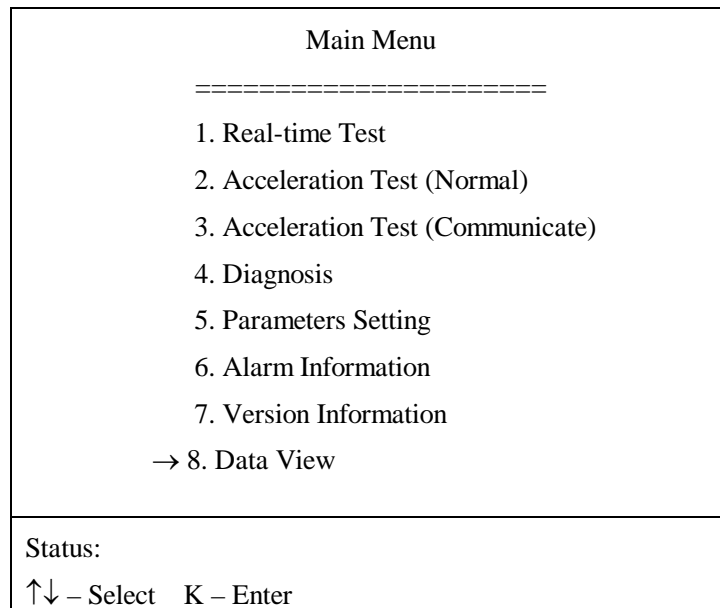 Main Menu
======================
1. Real-time Test
2. Acceleration Test (Normal)
3. Acceleration Test (Communicate)
4. Diagnosis
5. Parameters Setting
6. Alarm Information
7. Version Information
→ 8. Data View
Status:
↑↓ – Select K – Enter